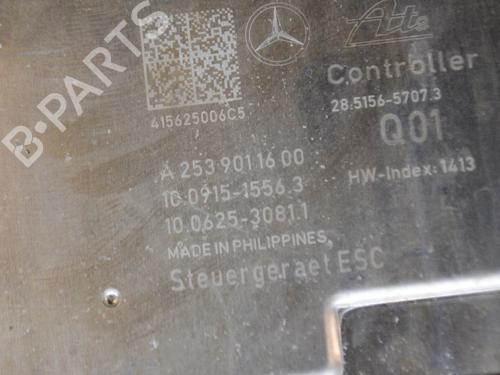 Ate
Controller
28.5156-5707.3
415625006C5
Q01
A 253 901 16 00
HW-Index: 1413
10.0915-1556.3
10.0625-3081.1
MADE IN PHILIPPINES
Steuergeraet ESC
B-PARTS
B-PARTS